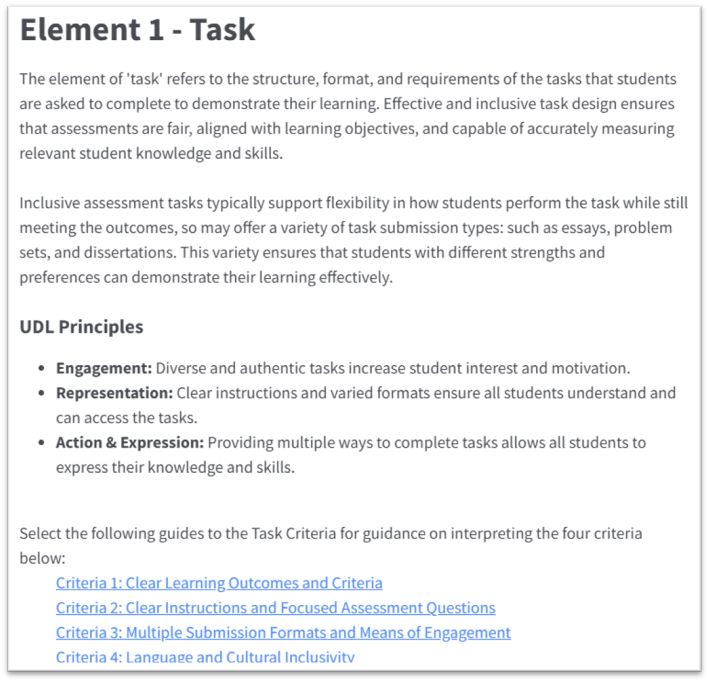 Element 1 - Task
The element of 'task' refers to the structure, format, and requirements of the tasks that students
are asked to complete to demonstrate their learning. Effective and inclusive task design ensures
that assessments are fair, aligned with learning objectives, and capable of accurately measuring
relevant student knowledge and skills.
Inclusive assessment tasks typically support flexibility in how students perform the task while still
meeting the outcomes, so may offer a variety of task submission types: such as essays, problem
sets, and dissertations. This variety ensures that students with different strengths and
preferences can demonstrate their learning effectively.
UDL Principles
• Engagement: Diverse and authentic tasks increase student interest and motivation.
• Representation: Clear instructions and varied formats ensure all students understand and
can access the tasks.
• Action & Expression: Providing multiple ways to complete tasks allows all students to
express their knowledge and skills.
Select the following guides to the Task Criteria for guidance on interpreting the four criteria
below:
Criteria 1: Clear Learning Outcomes and Criteria
Criteria 2: Clear Instructions and Focused Assessment Questions
Criteria 3: Multiple Submission Formats and Means of Engagement
Criteria 4: Language and Cultural Inclusivity